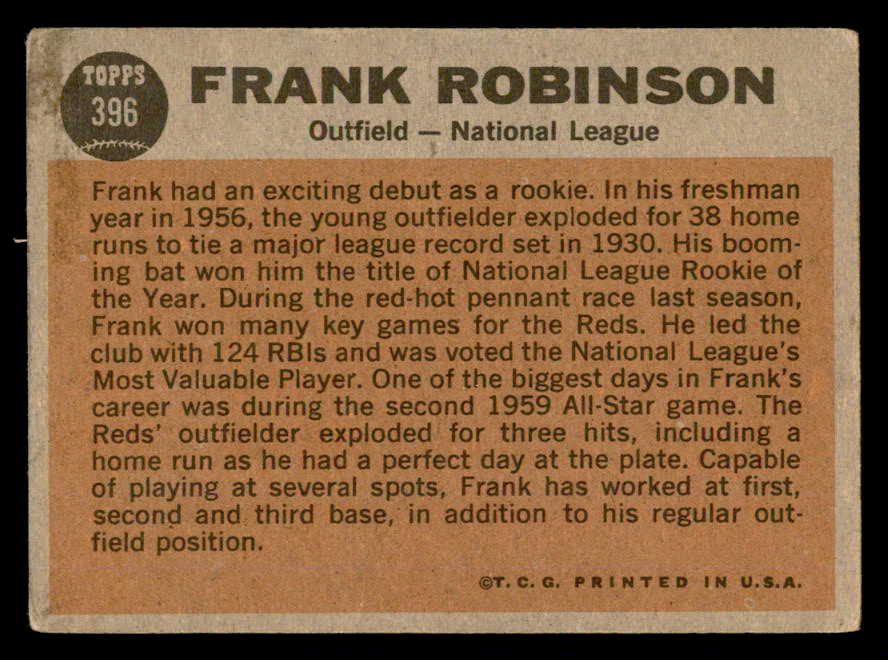 TOPPS
396
FRANK ROBINSON
Outfield — National League
Frank had an exciting debut as a rookie. In his freshman
year in 1956, the young outfielder exploded for 38 home
runs to tie a major league record set in 1930. His boom-
ing bat won him the title of National League Rookie of
the Year. During the red-hot pennant race last season,
Frank won many key games for the Reds. He led the
club with 124 RBIs and was voted the National League's
Most Valuable Player. One of the biggest days in Frank's
career was during the second 1959 All-Star game. The
Reds' outfielder exploded for three hits, including a
home run as he had a perfect day at the plate. Capable
of playing at several spots, Frank has worked at first,
second and third base, in addition to his regular out-
field position.
©T. C. G. PRINTED IN U.S.A.